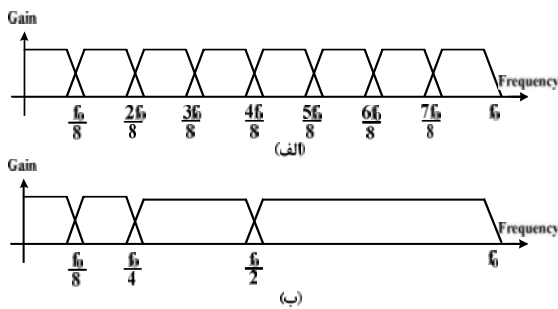 Gain
Frequency
f0/8 2f0/8 3f0/8 4f0/8 5f0/8 6f0/8 7f0/8 f0
(الف)
Gain
Frequency
f0/8 f0/4 f0/2 f0
(ب)